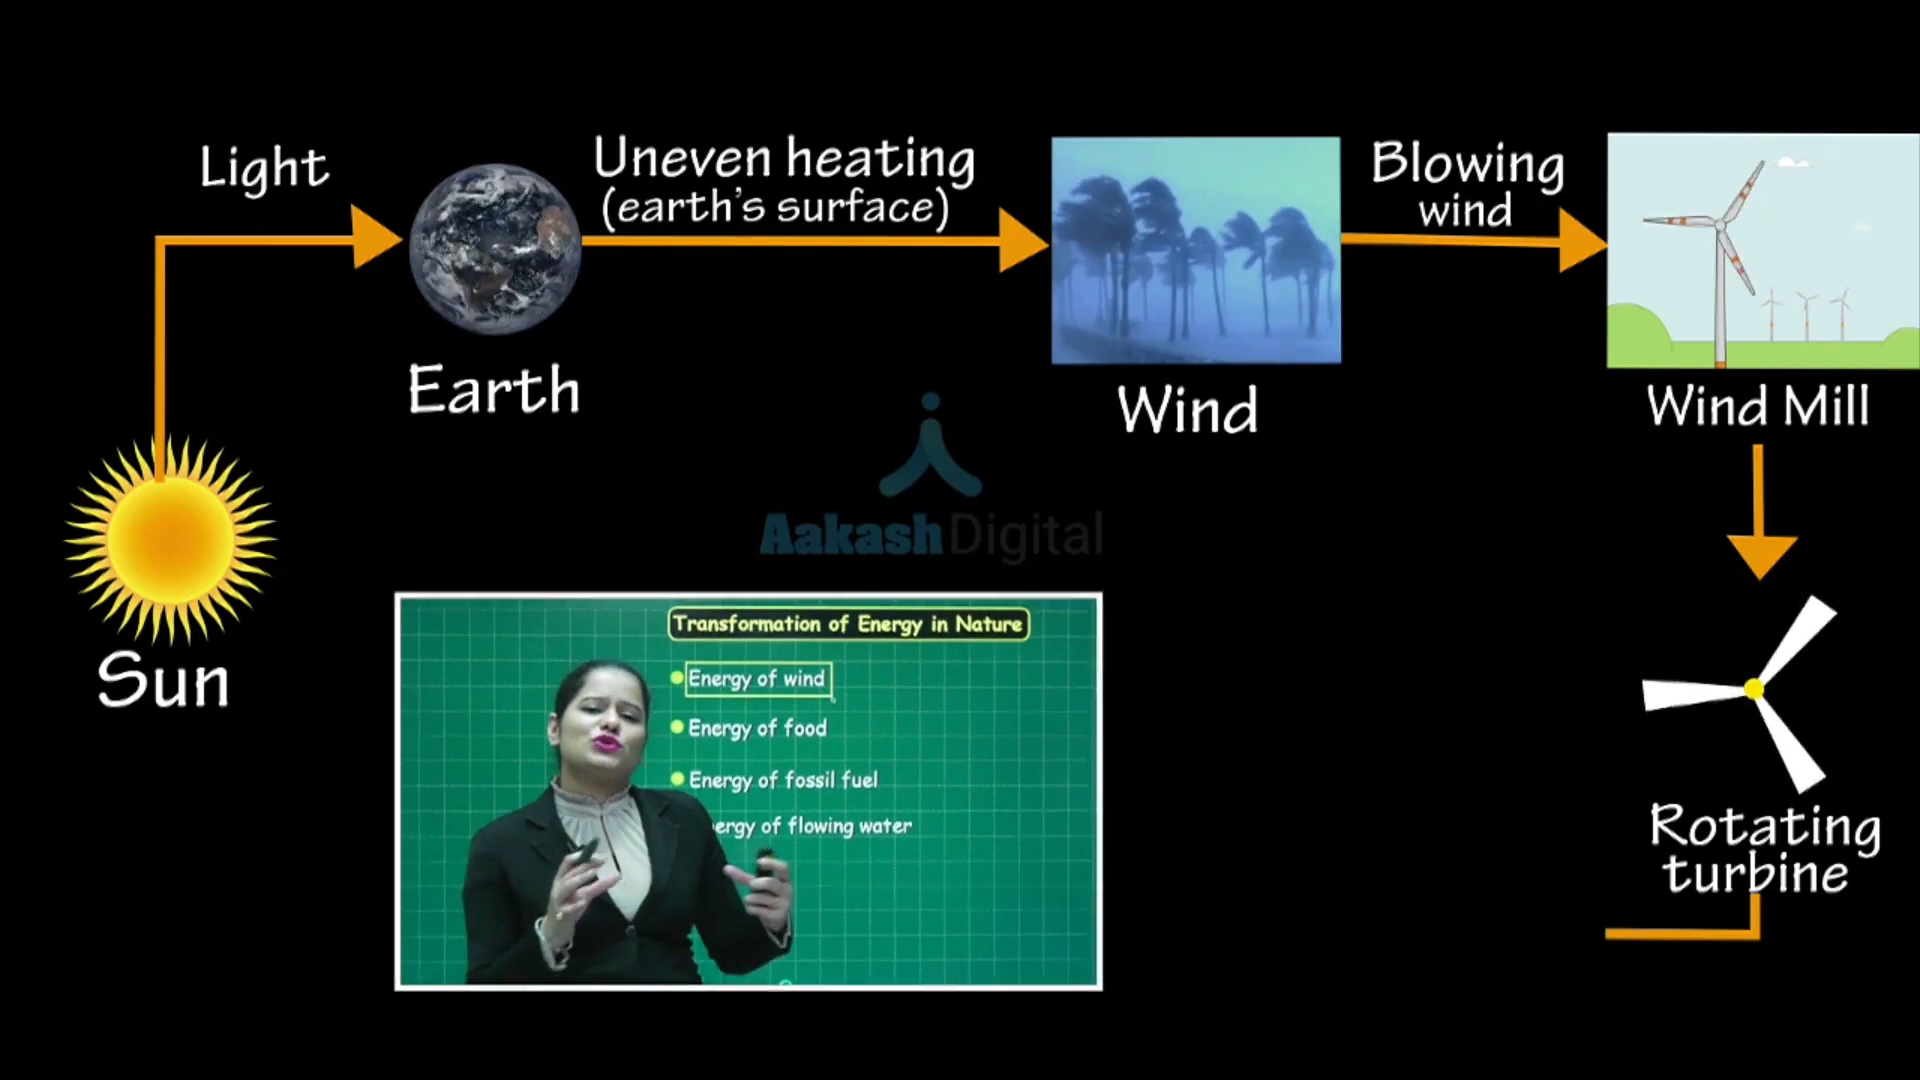 Light
Uneven heating
(earth's surface)
Blowing
wind
Earth
Wind
Wind Mill
Sun
Aakash Digital
Transformation of Energy in Nature
Energy of wind
Energy of food
Energy of fossil fuel
ergy of flowing water
Rotating
turbine